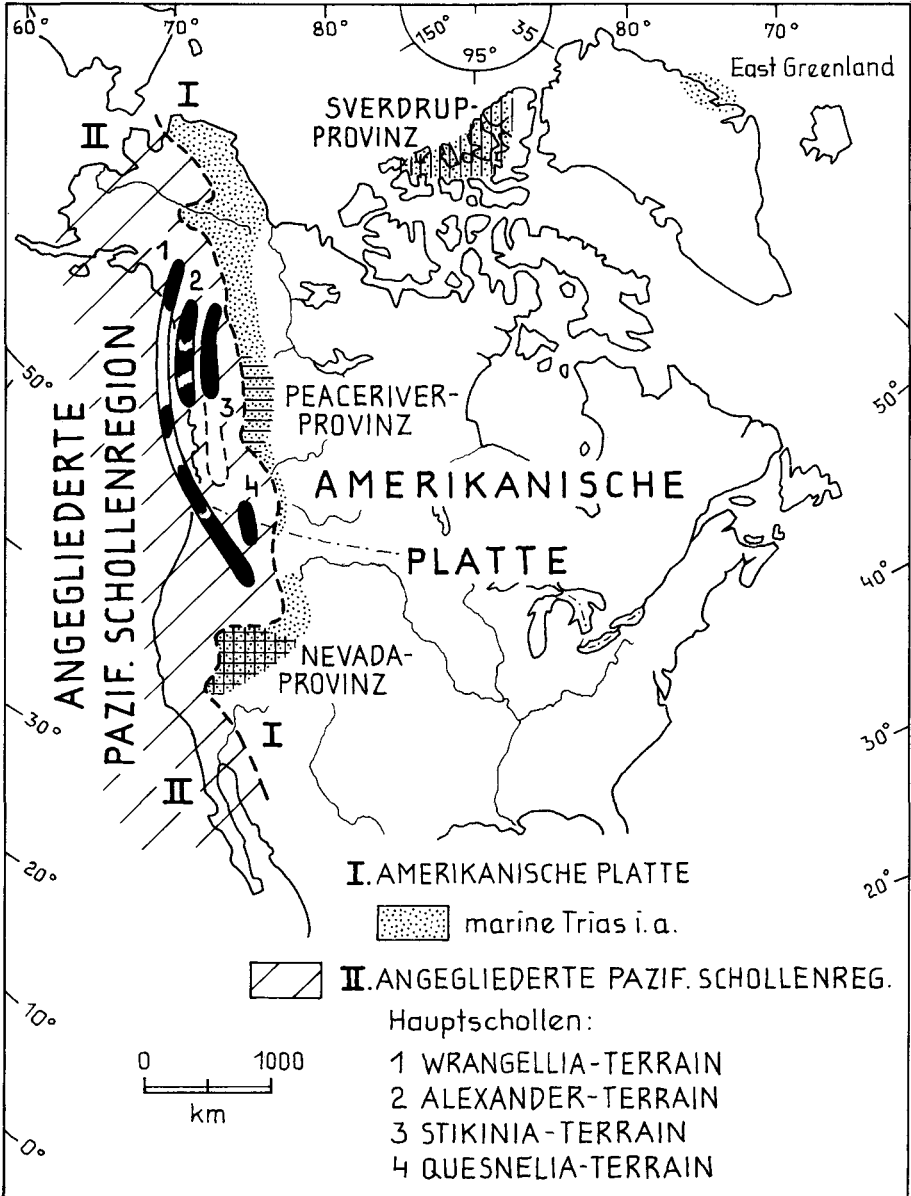 60° 70° 80° 150° 35 80° 70°
95°
East Greenland
I
SVERDRUP-
PROVINZ
II
1
2
50°
3
PEACERIVER-
PROVINZ
50°
ANGEGLIEDERTE
PAZIF. SCHOLLENREGION
AMERIKANISCHE
4
PLATTE
40°
NEVADA-
PROVINZ
30°
I
30°
II
20°
I. AMERIKANISCHE PLATTE
20°
marine Trias i. a.
II. ANGEGLIEDERTE PAZIF. SCHOLLENREG.
10°
Hauptschollen:
0 1000
km
1 WRANGELLIA-TERRAIN
2 ALEXANDER-TERRAIN
3 STIKINIA-TERRAIN
4 QUESNELIA-TERRAIN
0°